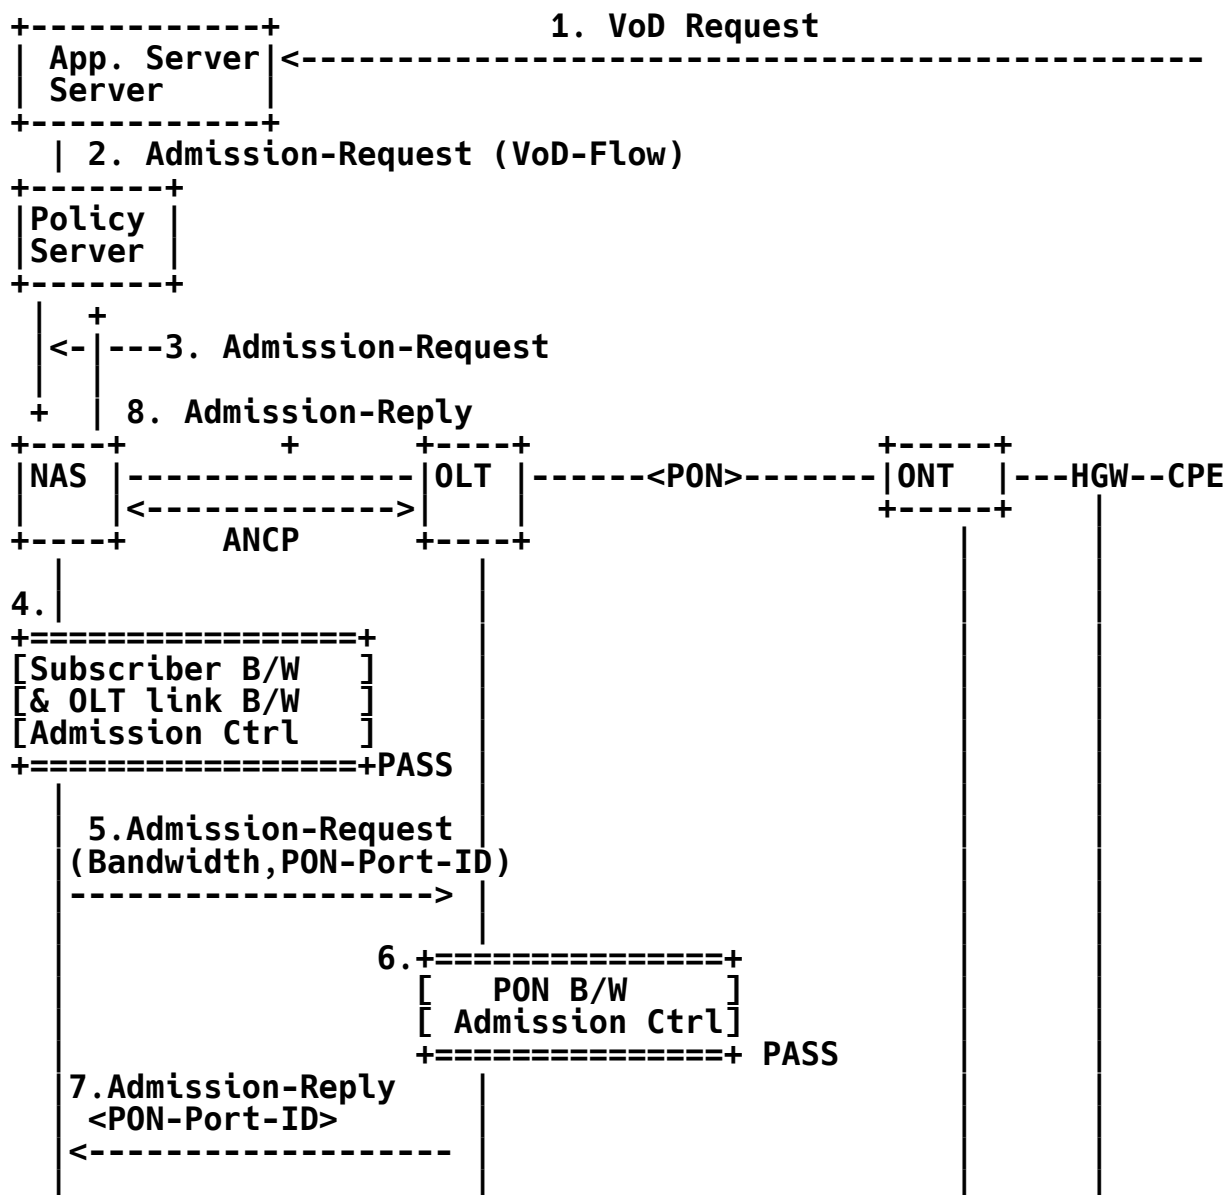 +------------+              1. VoD Request
| App. Server|<-----------------------------------------------
| Server     |
+------------+
  | 2. Admission-Request (VoD-Flow)
+-------+
|Policy |
|Server |
+-------+
 |  +
 |<-|---3. Admission-Request
 |  |
 +  | 8. Admission-Reply
+----+        +      +----+                  +-----+
|NAS |---------------|OLT |------<PON>-------|ONT  |---HGW--CPE
|    |<------------->|    |                  +-----+    |
+----+     ANCP      +----+                      |      |
  |                     |                        |      |
4.|                     |                        |      |
+=================+     |                        |      |
[Subscriber B/W   ]     |                        |      |
[& OLT link B/W   ]     |                        |      |
[Admission Ctrl   ]     |                        |      |
+=================+PASS |                        |      |
  |                     |                        |      |
  | 5.Admission-Request |                        |      |
  |(Bandwidth,PON-Port-ID)                       |      |
  |-------------------> |                        |      |
  |                     |                        |      |
  |                6.+===============+           |      |
  |                  [   PON B/W     ]           |      |
  |                  [ Admission Ctrl]           |      |
  |                  +===============+ PASS      |      |
  |7.Admission-Reply    |                        |      |
  | <PON-Port-ID>       |                        |      |
  |<------------------- |                        |      |
  |                     |                        |      |